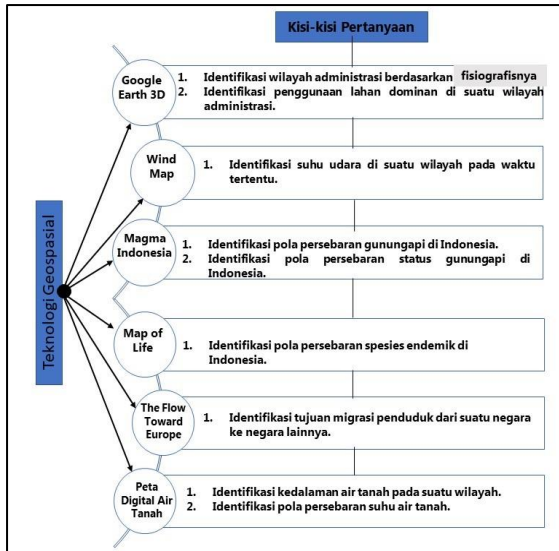 Kisi-kisi Pertanyaan
Teknologi Geospasial
Google
Earth 3D
1. Identifikasi wilayah administrasi berdasarkan fisiografisnya
2. Identifikasi penggunaan lahan dominan di suatu wilayah
administrasi.
Wind
Map
1. Identifikasi suhu udara di suatu wilayah pada waktu
tertentu.
Magma
Indonesia
1. Identifikasi pola persebaran gunungapi di Indonesia.
2. Identifikasi pola persebaran status gunungapi di
Indonesia.
Map of
Life
1. Identifikasi pola persebaran spesies endemik di
Indonesia.
The Flow
Toward
Europe
1. Identifikasi tujuan migrasi penduduk dari suatu negara
ke negara lainnya.
Peta
Digital Air
Tanah
1. Identifikasi kedalaman air tanah pada suatu wilayah.
2. Identifikasi pola persebaran suhu air tanah.